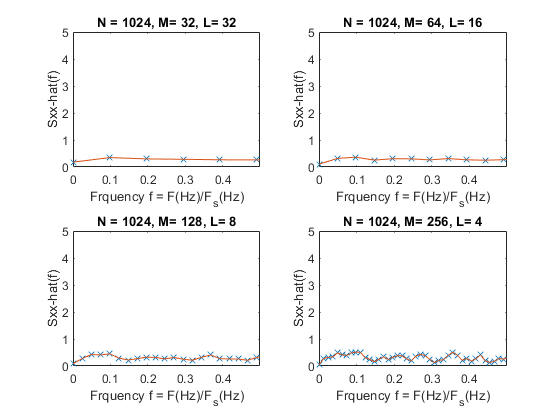 N = 1024, M= 32, L= 32
Sxx-hat(f)
5
4
3
2
1
0
0 0.1 0.2 0.3 0.4
Frquency f = F(Hz)/F_s(Hz)
N = 1024, M= 64, L= 16
Sxx-hat(f)
5
4
3
2
1
0
0 0.1 0.2 0.3 0.4
Frquency f = F(Hz)/F_s(Hz)
N = 1024, M= 128, L= 8
Sxx-hat(f)
5
4
3
2
1
0
0 0.1 0.2 0.3 0.4
Frquency f = F(Hz)/F_s(Hz)
N = 1024, M= 256, L= 4
Sxx-hat(f)
5
4
3
2
1
0
0 0.1 0.2 0.3 0.4
Frquency f = F(Hz)/F_s(Hz)